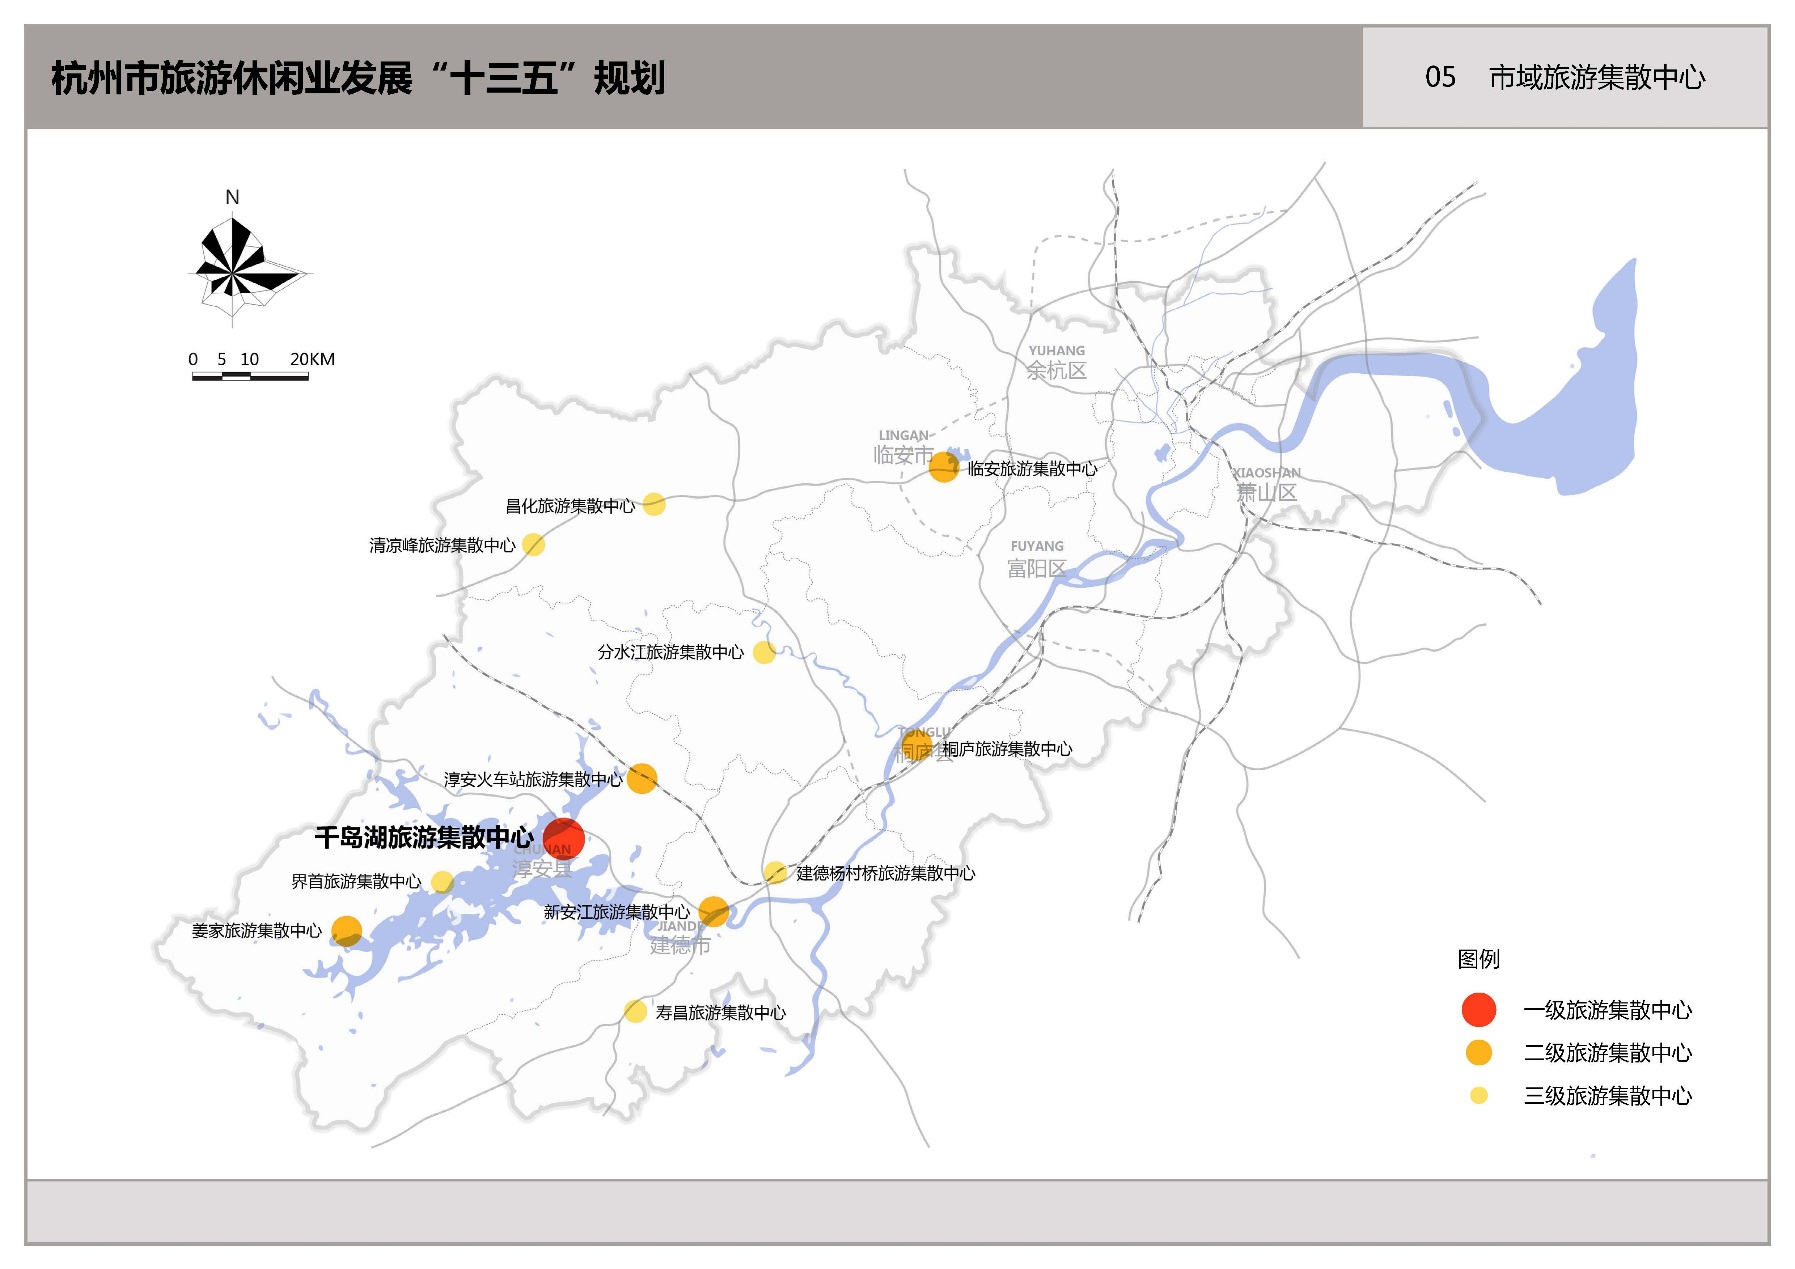 杭州市旅游休闲业发展“十三五”规划
05 市域旅游集散中心
N
0 5 10 20KM
YUHANG
余杭区
LINGAN
临安市
临安旅游集散中心
XIAOSHAN
萧山区
昌化旅游集散中心
清凉峰旅游集散中心
FUYANG
富阳区
分水江旅游集散中心
TONGLU
桐庐县
桐庐旅游集散中心
淳安火车站旅游集散中心
千岛湖旅游集散中心
CHUNAN
淳安县
建德杨村桥旅游集散中心
界首旅游集散中心
新安江旅游集散中心
JIANDE
建德市
姜家旅游集散中心
寿昌旅游集散中心
图例
一级旅游集散中心
二级旅游集散中心
三级旅游集散中心